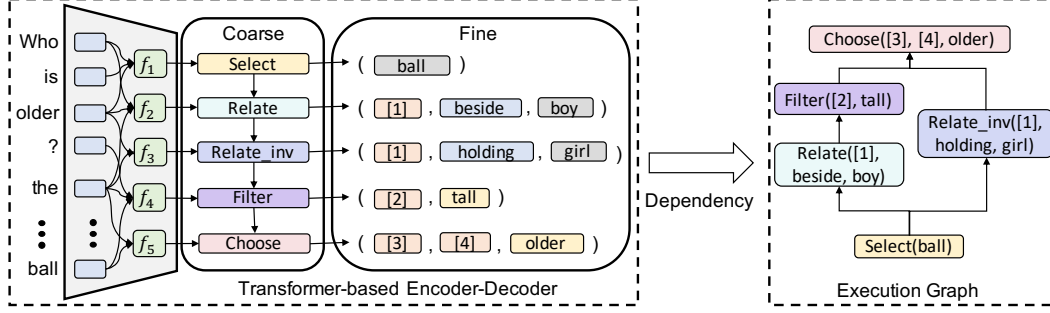 Who
is
older
?
the
ball
f1
f2
f3
f4
f5
Coarse
Select
Relate
Relate_inv
Filter
Choose
Fine
( ball )
( [1] , beside , boy )
( [1] , holding , girl )
( [2] , tall )
( [3] , [4] , older )
Transformer-based Encoder-Decoder
Dependency
Choose([3], [4], older)
Filter([2], tall)
Relate_inv([1],
holding, girl)
Relate([1],
beside, boy)
Select(ball)
Execution Graph